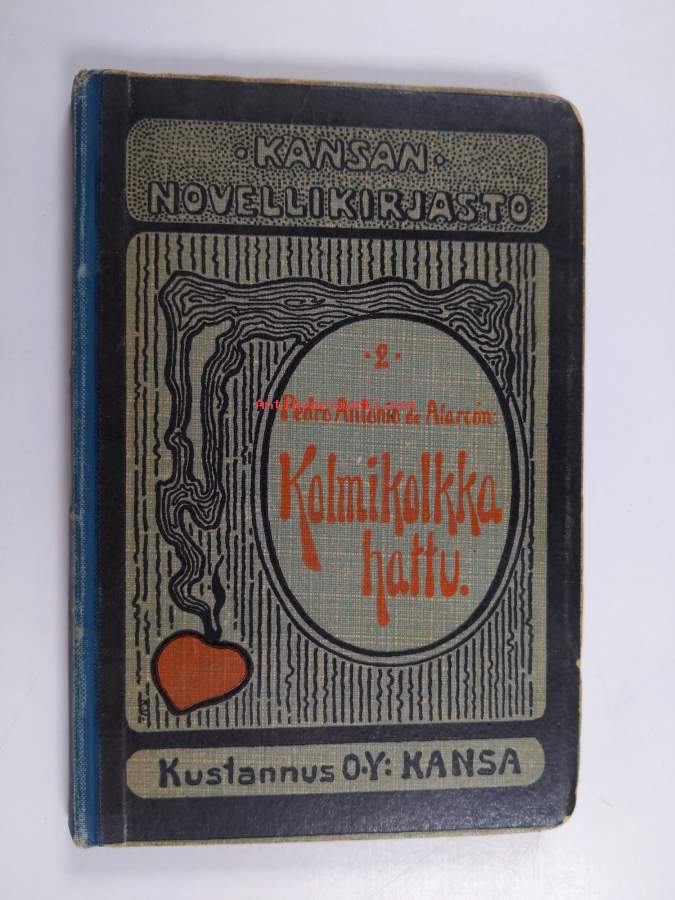 ·KANSAN·
NOVELLIKIRJASTO
·2·
Pedro Antonio de Alarcón:
Kolmikolkka
hattu.
Kustannus O.Y: KANSA